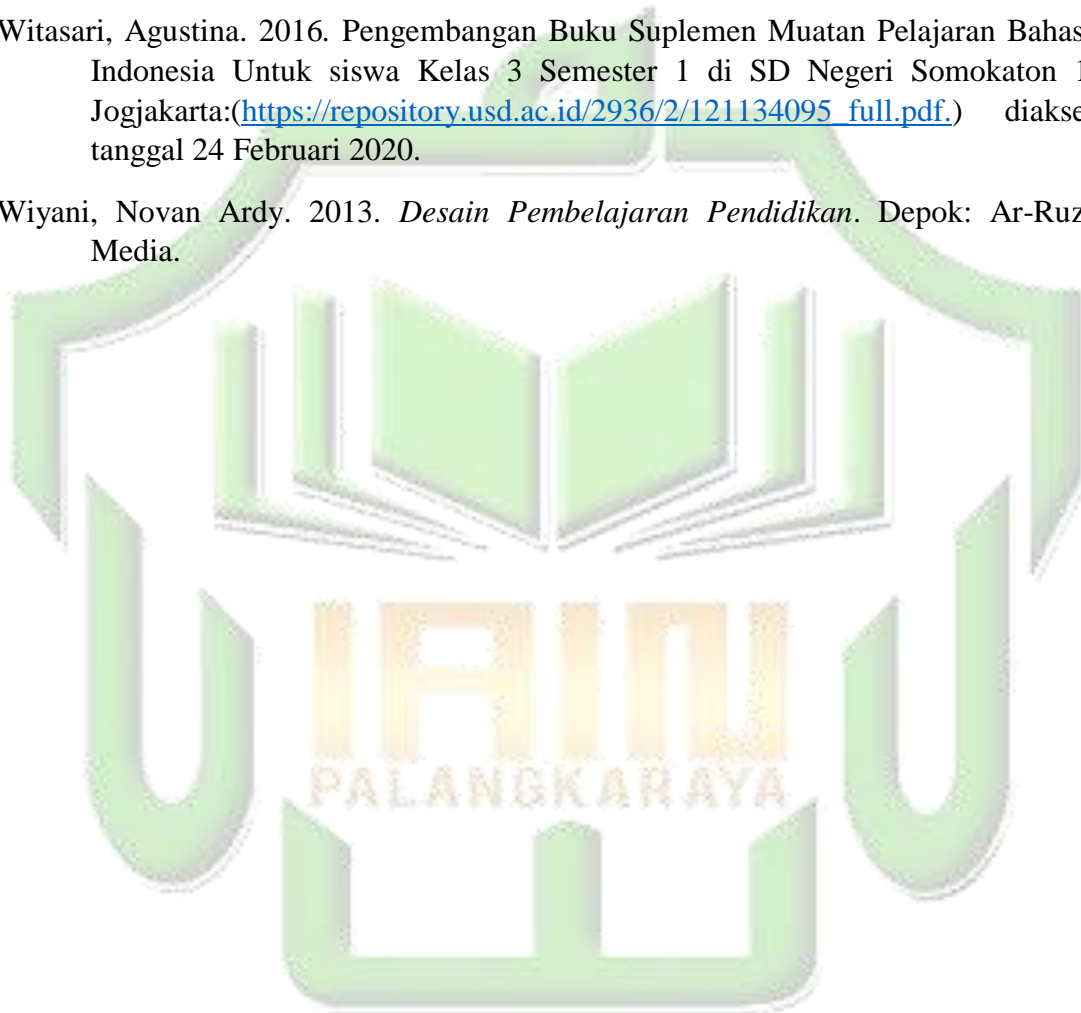 Witasari, Agustina. 2016. Pengembangan Buku Suplemen Muatan Pelajaran Bahas
Indonesia Untuk siswa Kelas 3 Semester 1 di SD Negeri Somokaton 1
Jogjakarta:(https://repository.usd.ac.id/2936/2/121134095_full.pdf.) diakse
tanggal 24 Februari 2020.
Wiyani, Novan Ardy. 2013. Desain Pembelajaran Pendidikan. Depok: Ar-Ruz
Media.
IAIN
PALANGKARAYA